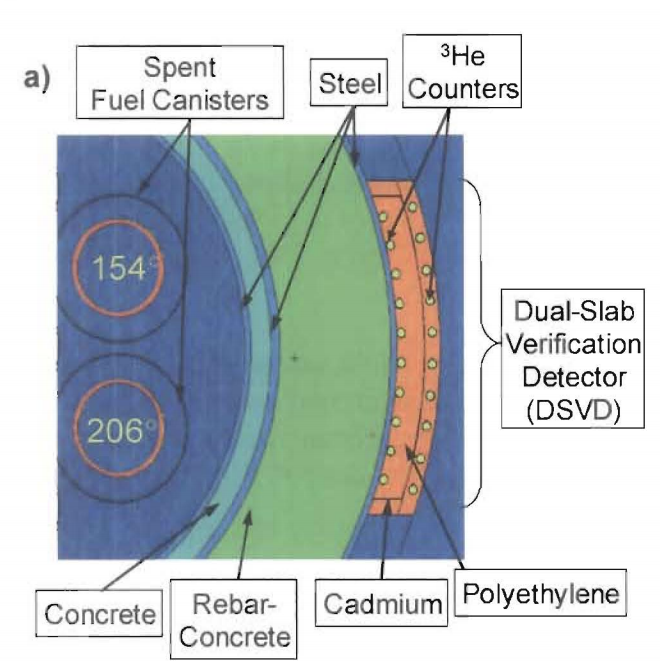 a)
Spent
Fuel Canisters
Steel
³He
Counters
154°
206°
Dual-Slab
Verification
Detector
(DSVD)
Concrete
Rebar-
Concrete
Cadmium
Polyethylene